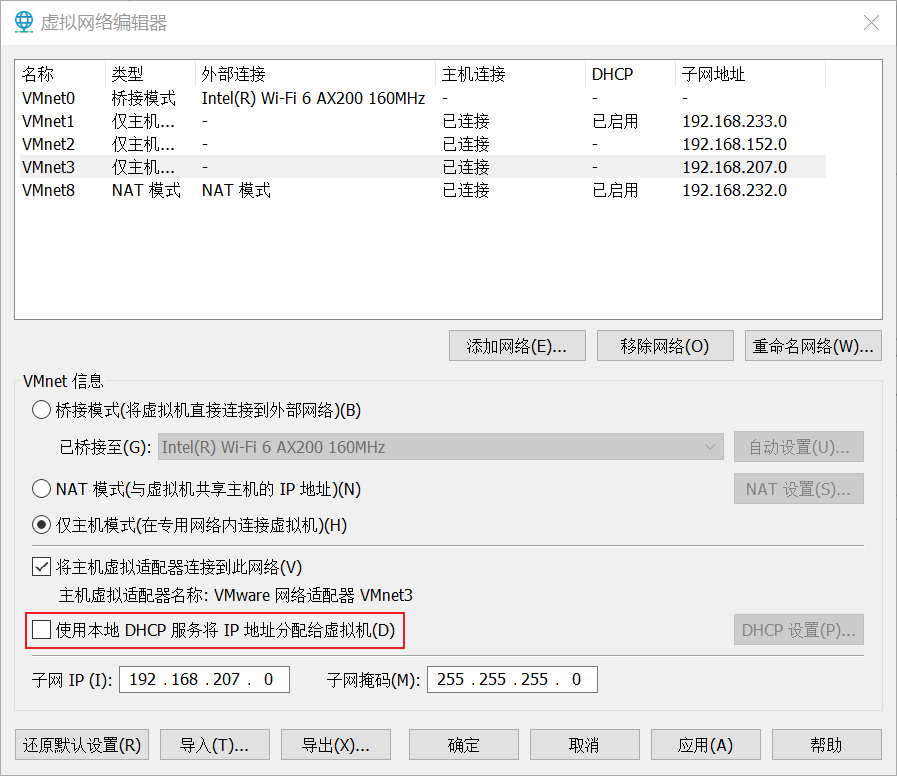 虚拟网络编辑器
名称 类型 外部连接 主机连接 DHCP 子网地址
VMnet0 桥接模式 Intel(R) Wi-Fi 6 AX200 160MHz - - -
VMnet1 仅主机... - 已连接 已启用 192.168.233.0
VMnet2 仅主机... - 已连接 - 192.168.152.0
VMnet3 仅主机... - 已连接 - 192.168.207.0
VMnet8 NAT 模式 NAT 模式 已连接 已启用 192.168.232.0
添加网络(E)... 移除网络(O) 重命名网络(W)...
VMnet 信息
桥接模式(将虚拟机直接连接到外部网络)(B)
已桥接至(G): Intel(R) Wi-Fi 6 AX200 160MHz 自动设置(U)...
NAT 模式(与虚拟机共享主机的 IP 地址)(N) NAT 设置(S)...
仅主机模式(在专用网络内连接虚拟机)(H)
将主机虚拟适配器连接到此网络(V)
主机虚拟适配器名称: VMware 网络适配器 VMnet3
使用本地 DHCP 服务将 IP 地址分配给虚拟机(D) DHCP 设置(P)...
子网 IP (I): 192 . 168 . 207 . 0 子网掩码(M): 255 . 255 . 255 . 0
还原默认设置(R) 导入(T)... 导出(X)... 确定 取消 应用(A) 帮助